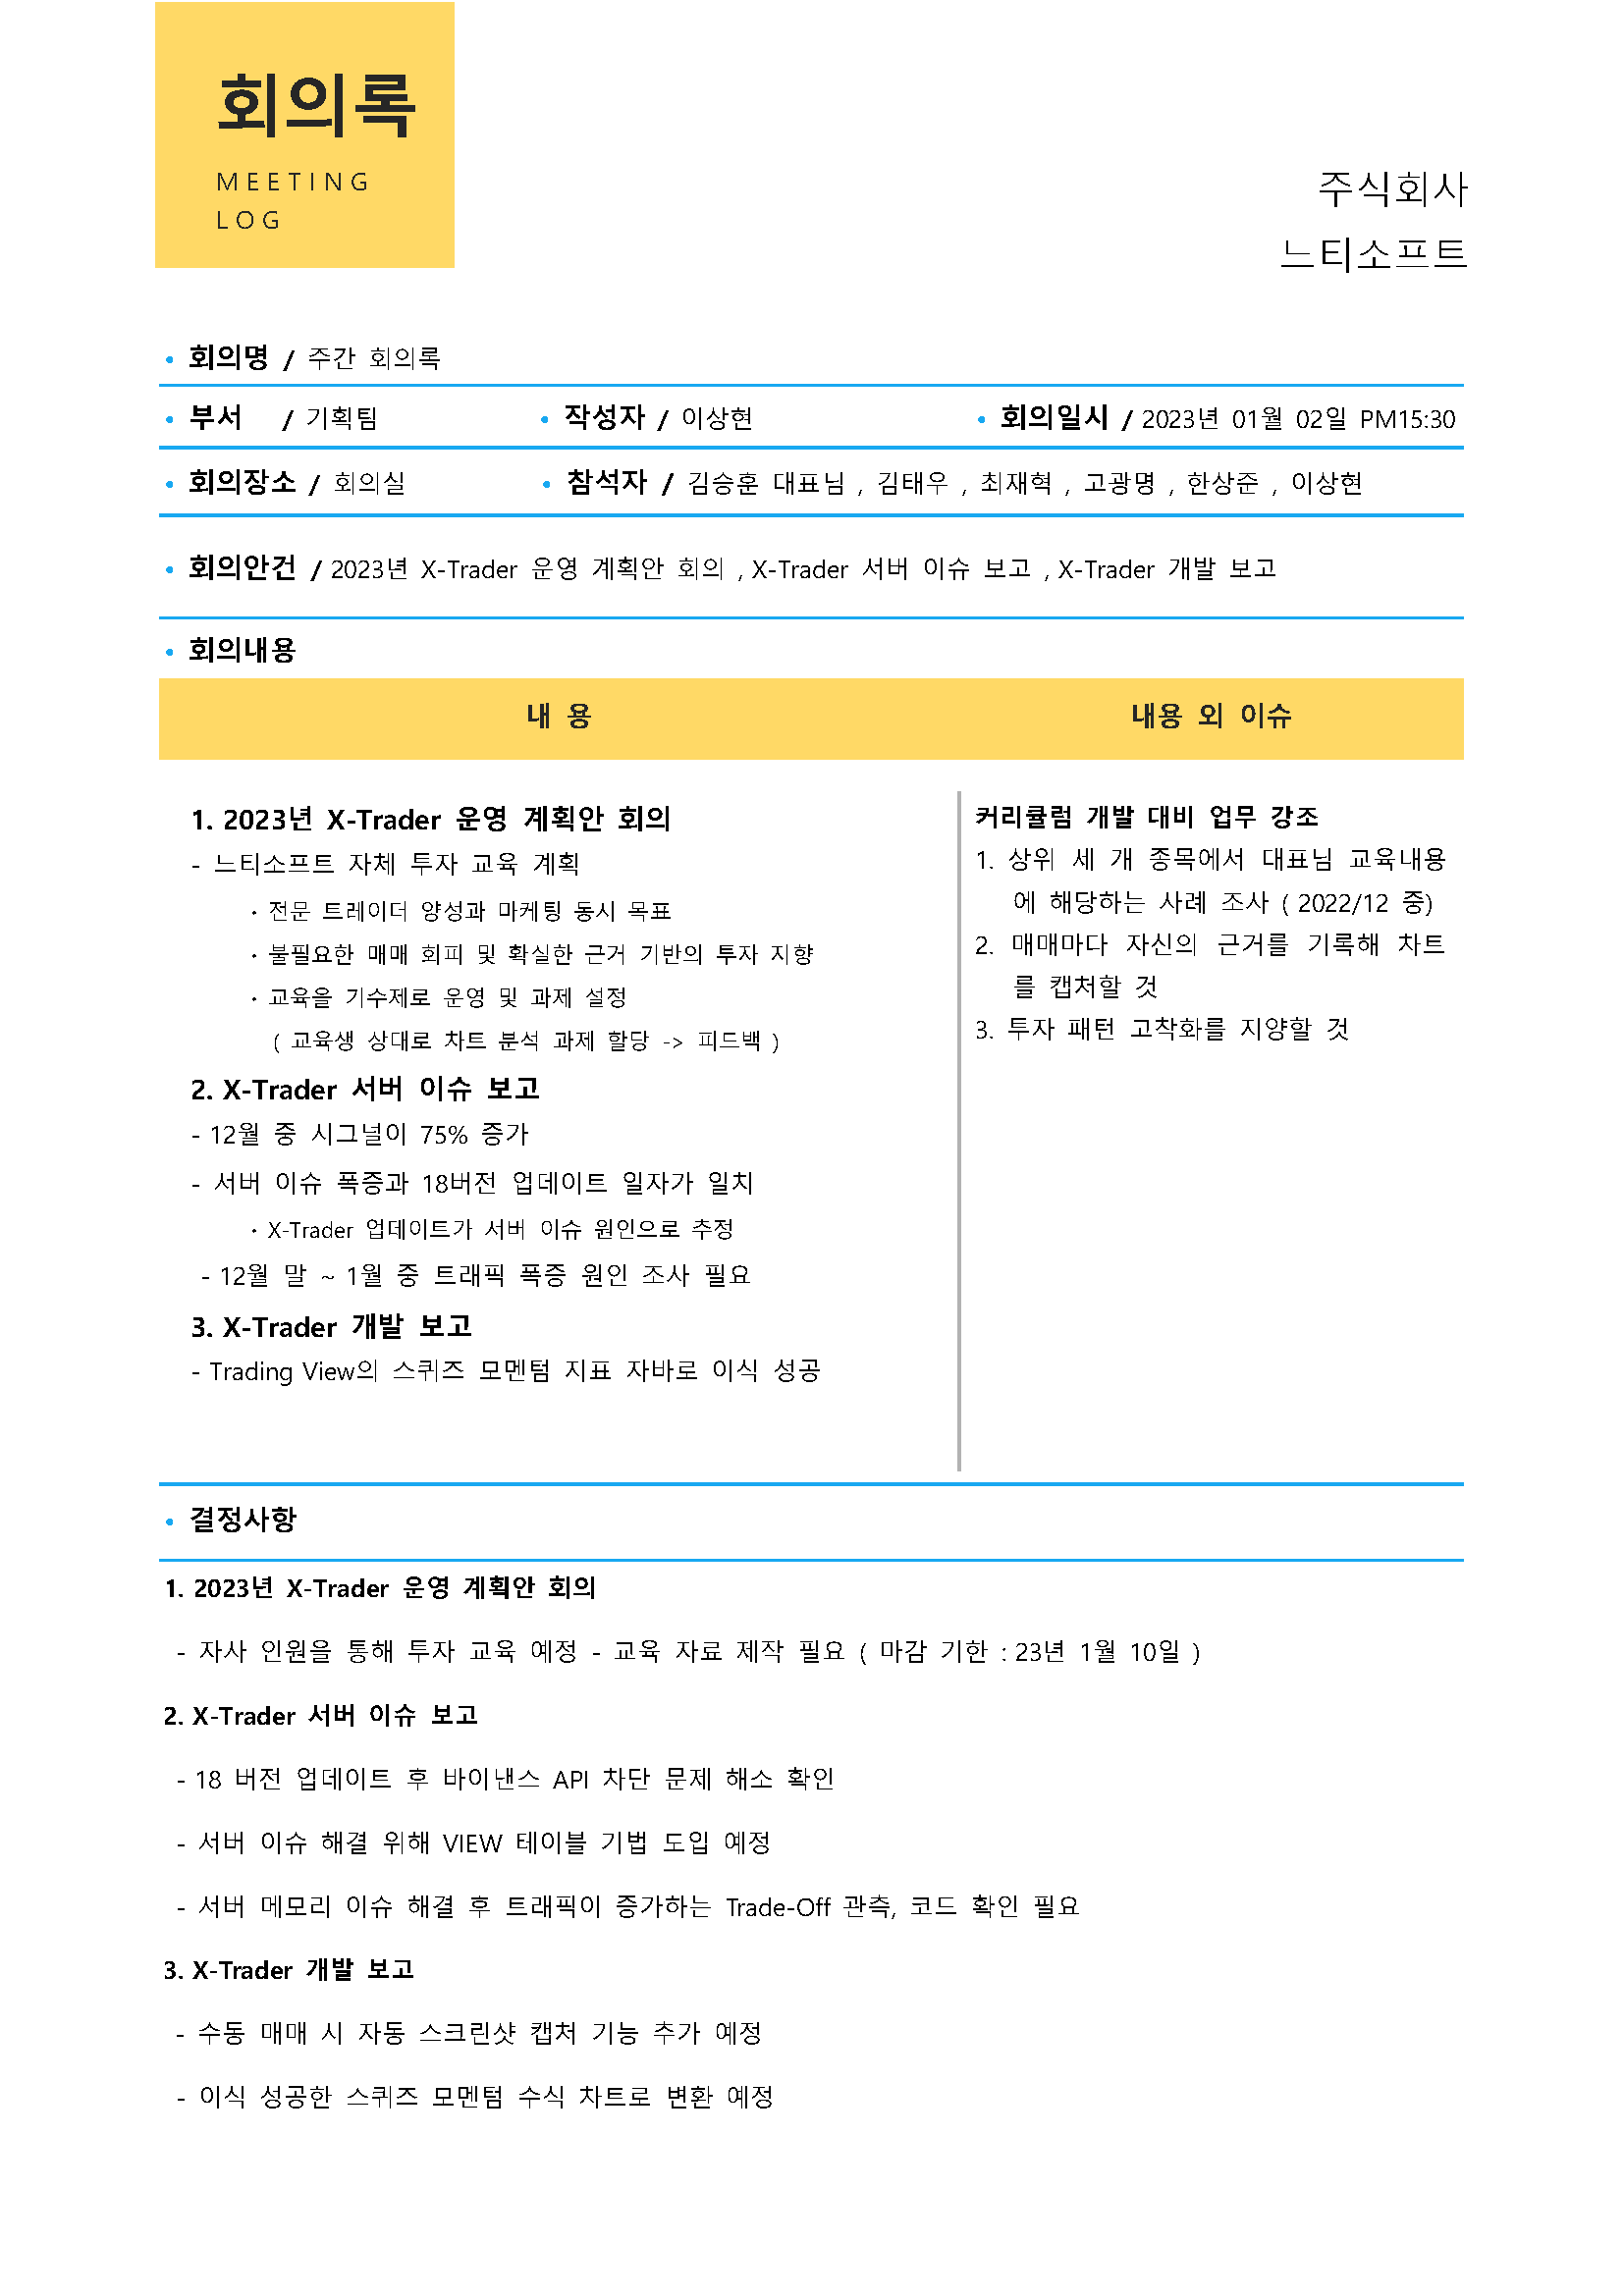 회의록
MEETING
LOG
주식회사
느티소프트
• 회의명 / 주간 회의록
• 부서 / 기획팀 • 작성자 / 이상현 • 회의일시 / 2023년 01월 02일 PM15:30
• 회의장소 / 회의실 • 참석자 / 김승훈 대표님 , 김태우 , 최재혁 , 고광명 , 한상준 , 이상현
• 회의안건 / 2023년 X-Trader 운영 계획안 회의 , X-Trader 서버 이슈 보고 , X-Trader 개발 보고
• 회의내용
내 용 내용 외 이슈
1. 2023년 X-Trader 운영 계획안 회의
- 느티소프트 자체 투자 교육 계획
• 전문 트레이더 양성과 마케팅 동시 목표
• 불필요한 매매 회피 및 확실한 근거 기반의 투자 지향
• 교육을 기수제로 운영 및 과제 설정
( 교육생 상대로 차트 분석 과제 할당 -> 피드백 )
2. X-Trader 서버 이슈 보고
- 12월 중 시그널이 75% 증가
- 서버 이슈 폭증과 18버전 업데이트 일자가 일치
• X-Trader 업데이트가 서버 이슈 원인으로 추정
- 12월 말 ~ 1월 중 트래픽 폭증 원인 조사 필요
3. X-Trader 개발 보고
- Trading View의 스퀴즈 모멘텀 지표 자바로 이식 성공
커리큘럼 개발 대비 업무 강조
1. 상위 세 개 종목에서 대표님 교육내용
에 해당하는 사례 조사 ( 2022/12 중)
2. 매매마다 자신의 근거를 기록해 차트
를 캡처할 것
3. 투자 패턴 고착화를 지양할 것
• 결정사항
1. 2023년 X-Trader 운영 계획안 회의
- 자사 인원을 통해 투자 교육 예정 - 교육 자료 제작 필요 ( 마감 기한 : 23년 1월 10일 )
2. X-Trader 서버 이슈 보고
- 18 버전 업데이트 후 바이낸스 API 차단 문제 해소 확인
- 서버 이슈 해결 위해 VIEW 테이블 기법 도입 예정
- 서버 메모리 이슈 해결 후 트래픽이 증가하는 Trade-Off 관측, 코드 확인 필요
3. X-Trader 개발 보고
- 수동 매매 시 자동 스크린샷 캡처 기능 추가 예정
- 이식 성공한 스퀴즈 모멘텀 수식 차트로 변환 예정